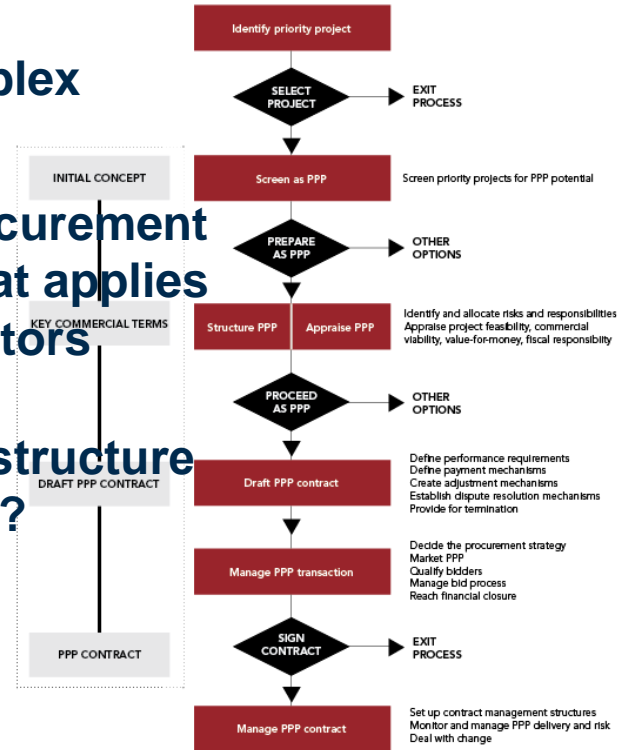 Identify priority project
plex
SELECT
PROJECT
EXIT
PROCESS
INITIAL CONCEPT
Screen as PPP
Screen priority projects for PPP potential
curement
at applies
tors
PREPARE
AS PPP
OTHER
OPTIONS
KEY COMMERCIAL TERMS
Structure PPP
Appraise PPP
Identify and allocate risks and responsibilities
Appraise project feasibility, commercial
viability, value-for-money, fiscal responsibiity
PROCEED
AS PPP
OTHER
OPTIONS
structure
?
DRAFT PPP CONTRACT
Draft PPP contract
Define performance requirements
Define payment mechanisms
Create adjustment mechanisms
Establish dispute resolution mechanisms
Provide for termination
Manage PPP transaction
Decide the procurement strategy
Market PPP
Qualify bidders
Manage bid process
Reach financial closure
PPP CONTRACT
SIGN
CONTRACT
EXIT
PROCESS
Manage PPP contract
Set up contract management structures
Monitor and manage PPP delivery and risk
Deal with change